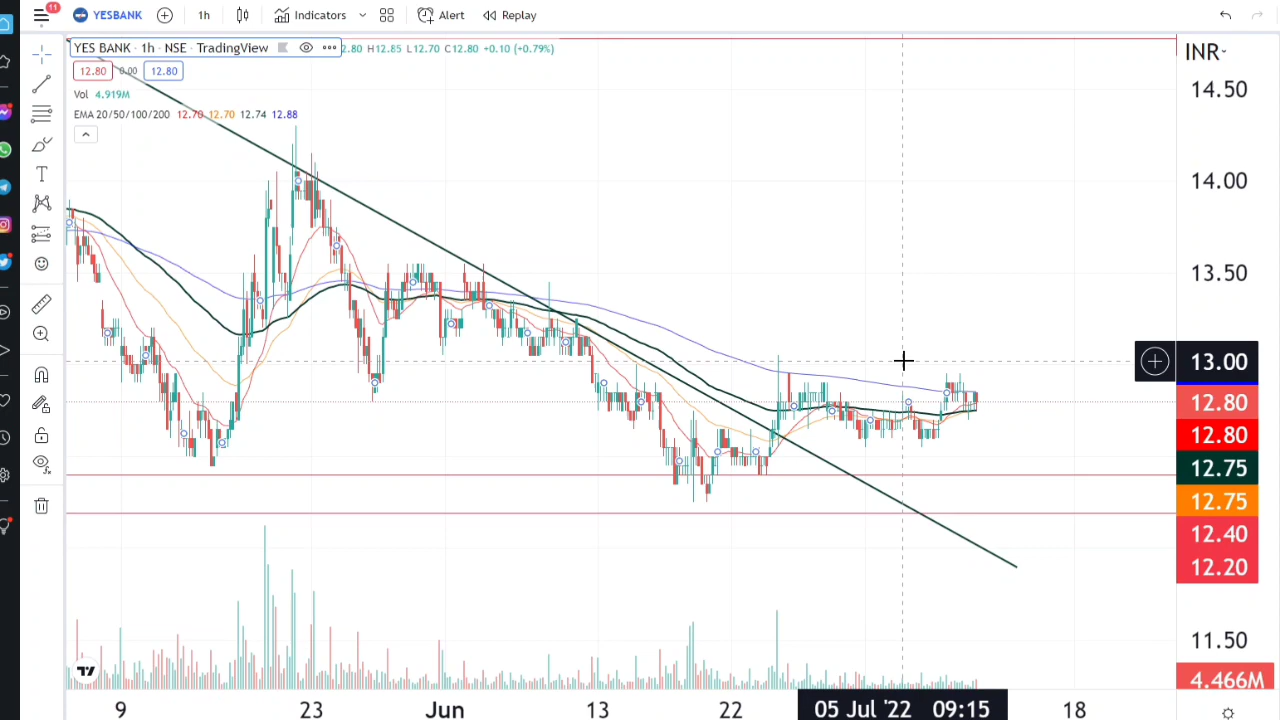 11
YESBANK
1h
Indicators
Alert
Replay
YES BANK · 1h · NSE · TradingView
2.80 H12.85 L12.70 C12.80 +0.10 (+0.79%)
INR
12.80 0.00 12.80
Vol 4.919M
EMA 20/50/100/200 12.70 12.70 12.74 12.88
14.50
14.00
13.50
13.00
12.80
12.80
12.75
12.75
12.40
12.20
11.50
4.466M
9 23 Jun 13 22 05 Jul '22 09:15 18